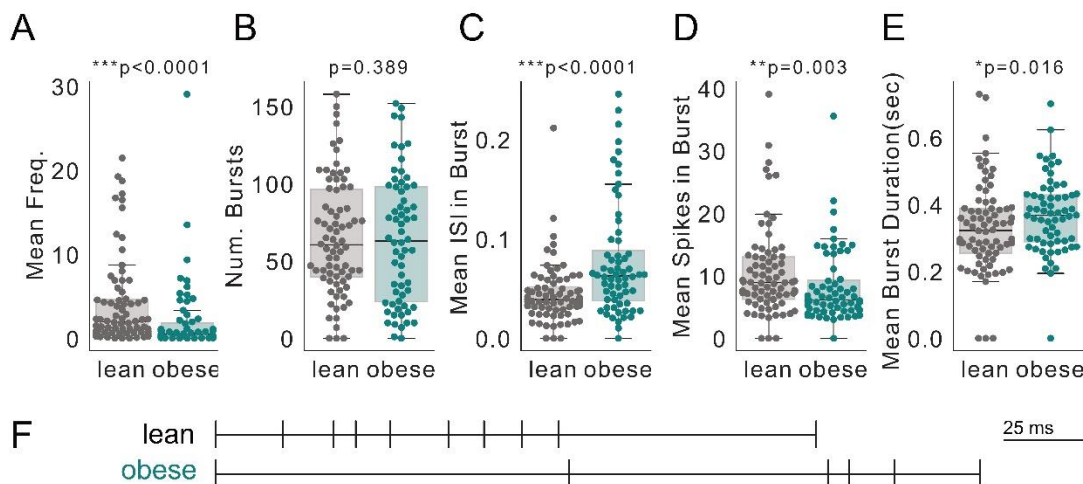 A
***p<0.0001
Mean Freq.
30
20
10
0
lean obese
B
p=0.389
Num. Bursts
150
100
50
0
lean obese
C
***p<0.0001
Mean ISI in Burst
0.2
0.1
0.0
lean obese
D
**p=0.003
Mean Spikes in Burst
40
30
20
10
0
lean obese
E
*p=0.016
Mean Burst Duration(sec)
0.6
0.4
0.2
0.0
lean obese
F
lean
obese
25 ms